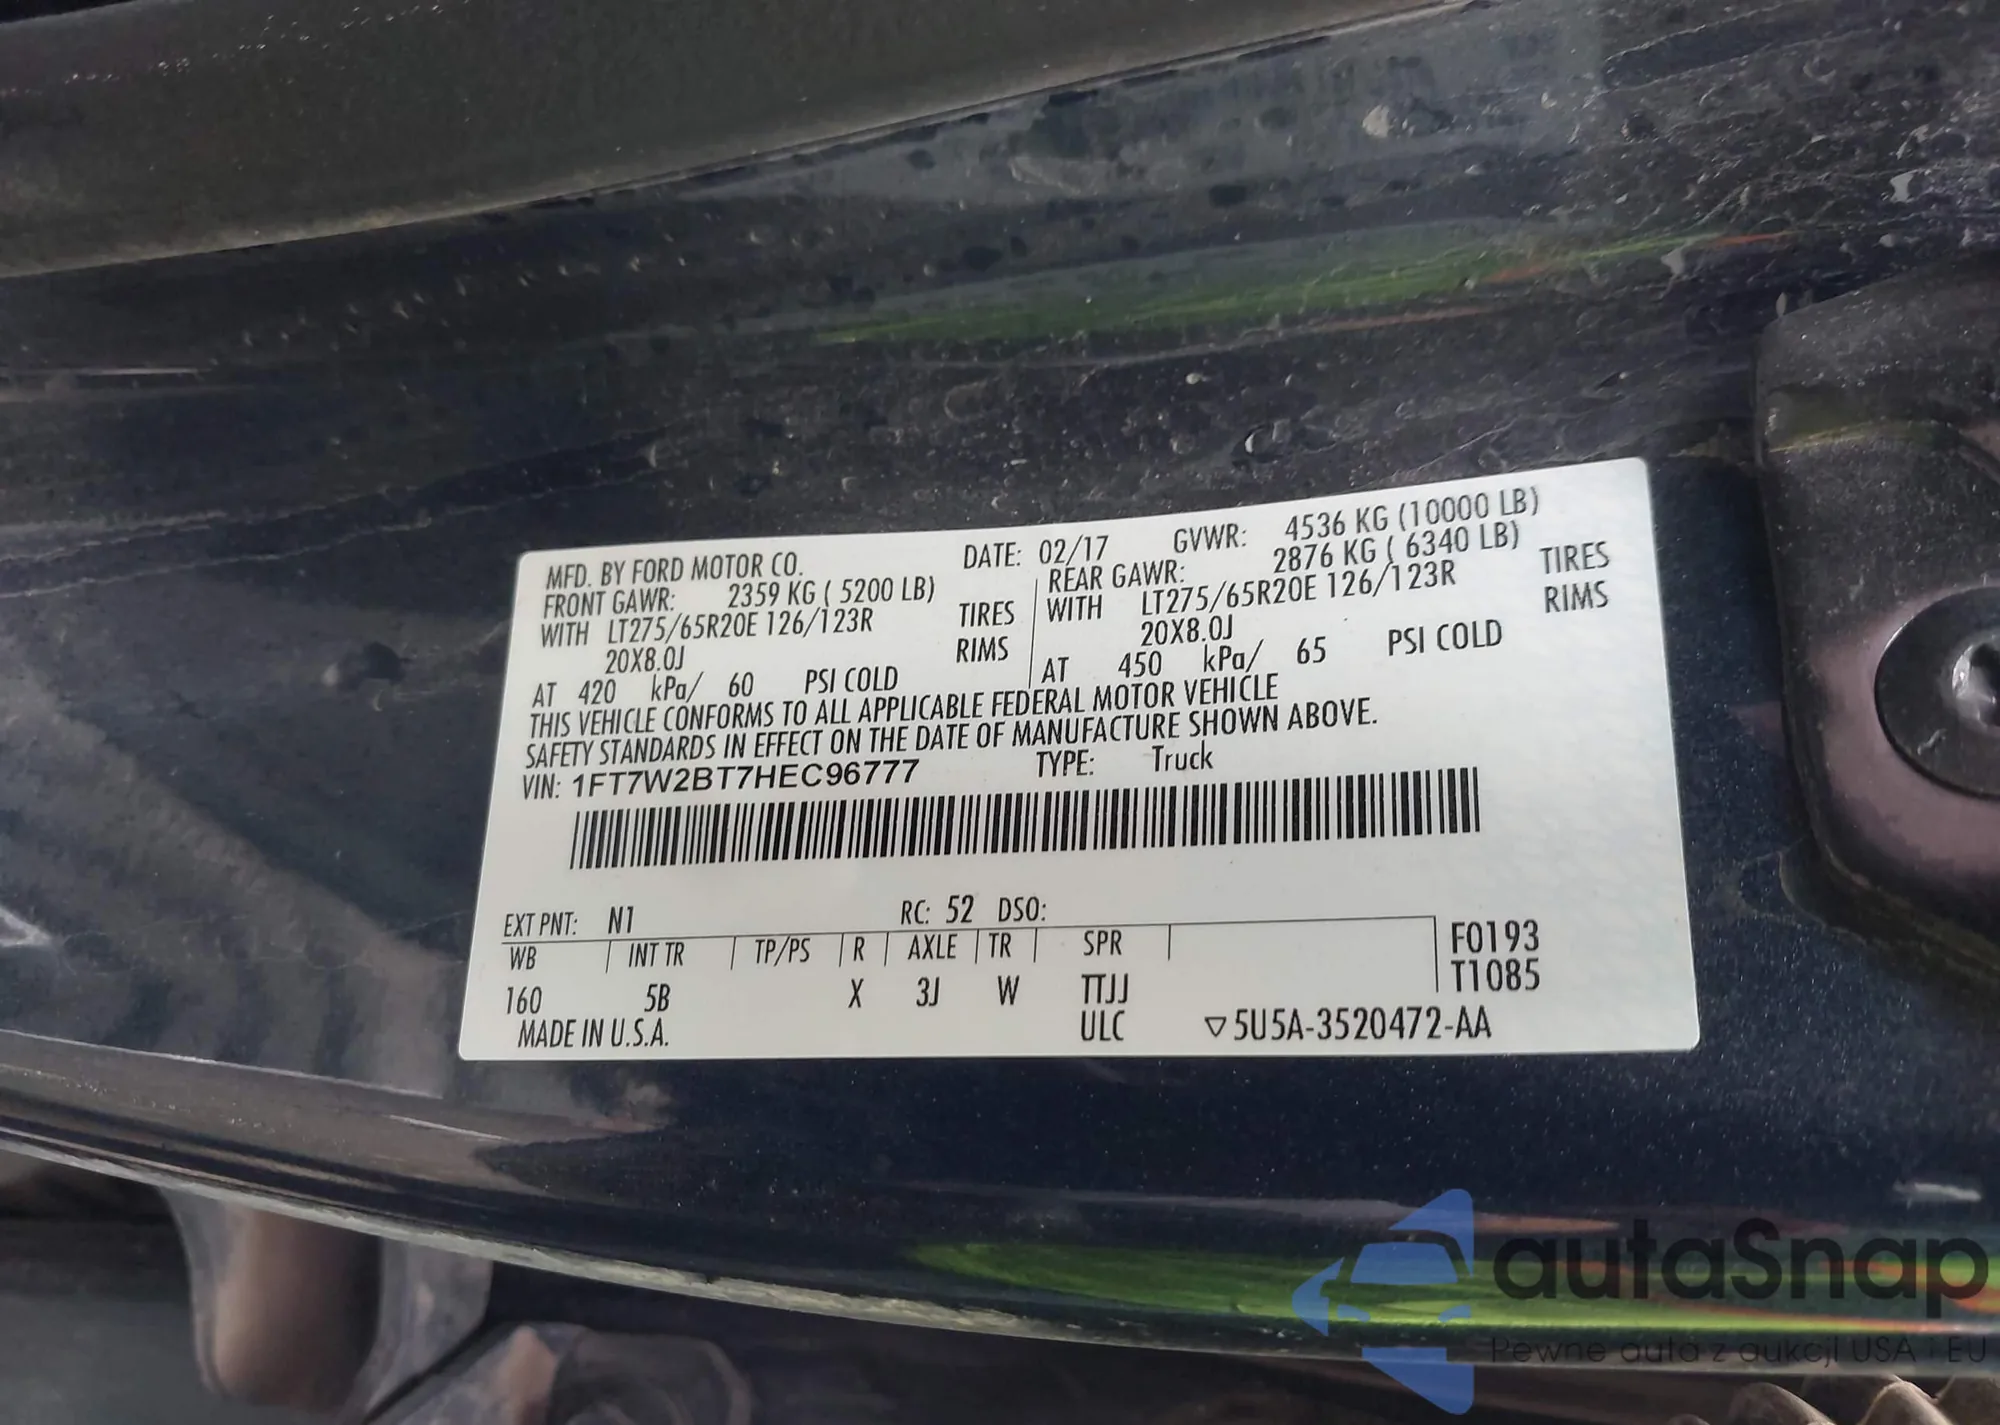 MFD. BY FORD MOTOR CO. DATE: 02/17 GVWR: 4536 KG (10000 LB)
FRONT GAWR: 2359 KG ( 5200 LB) REAR GAWR: 2876 KG ( 6340 LB)
WITH LT275/65R20E 126/123R TIRES WITH LT275/65R20E 126/123R TIRES
20X8.0J RIMS 20X8.0J RIMS
AT 420 kPa/ 60 PSI COLD AT 450 kPa/ 65 PSI COLD
THIS VEHICLE CONFORMS TO ALL APPLICABLE FEDERAL MOTOR VEHICLE
SAFETY STANDARDS IN EFFECT ON THE DATE OF MANUFACTURE SHOWN ABOVE.
VIN: 1FT7W2BT7HEC96777 TYPE: Truck
EXT PNT: N1 RC: 52 DSO:
WB INT TR TP/PS R AXLE TR SPR F0193
160 5B X 3J W TTJJ T1085
MADE IN U.S.A. ULC ▽5U5A-3520472-AA
autaSnap
Pewne auta z aukcji USA i EU